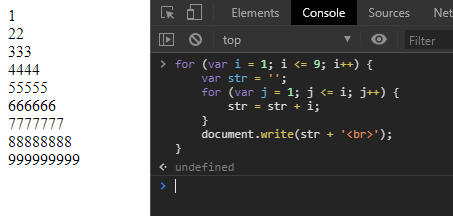 1
22
333
4444
55555
666666
7777777
88888888
999999999
Elements Console Sources Netw
top Filter
> for (var i = 1; i <= 9; i++) {
    var str = '';
    for (var j = 1; j <= i; j++) {
        str = str + i;
    }
    document.write(str + '<br>');
}
undefined
>